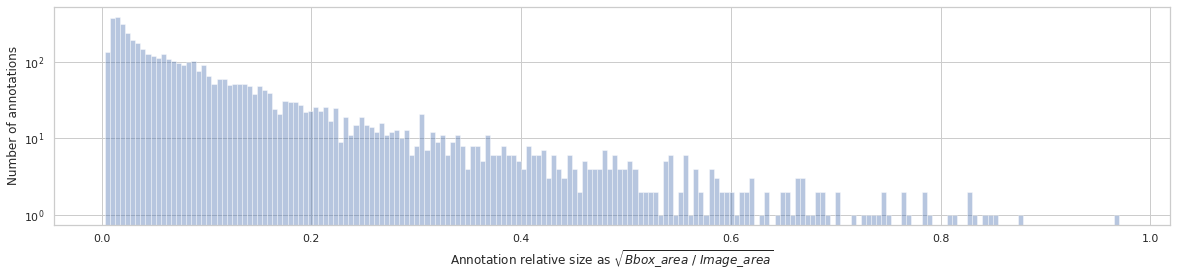 Number of annotations
10²
10¹
10⁰
0.0 0.2 0.4 0.6 0.8 1.0
Annotation relative size as √Bbox_area / Image_area